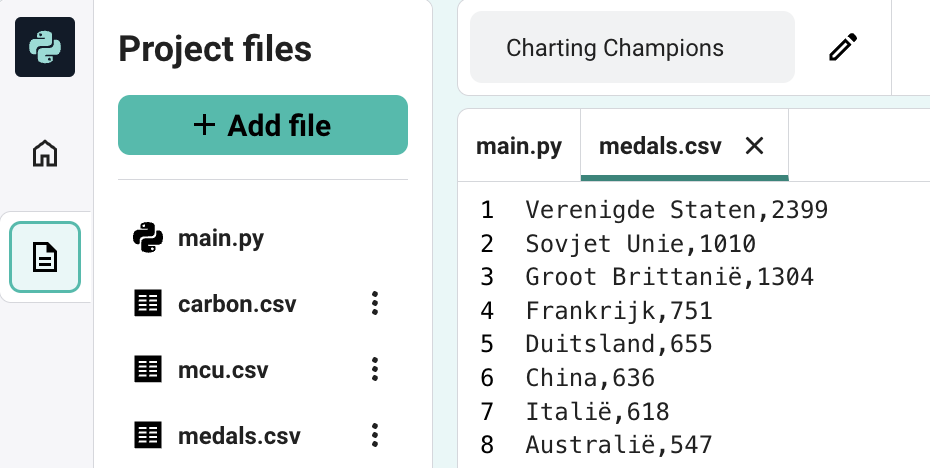 Project files
+ Add file
main.py
carbon.csv
mcu.csv
medals.csv
Charting Champions
main.py
medals.csv
1 Verenigde Staten,2399
2 Sovjet Unie,1010
3 Groot Brittanië,1304
4 Frankrijk,751
5 Duitsland,655
6 China,636
7 Italië,618
8 Australië,547